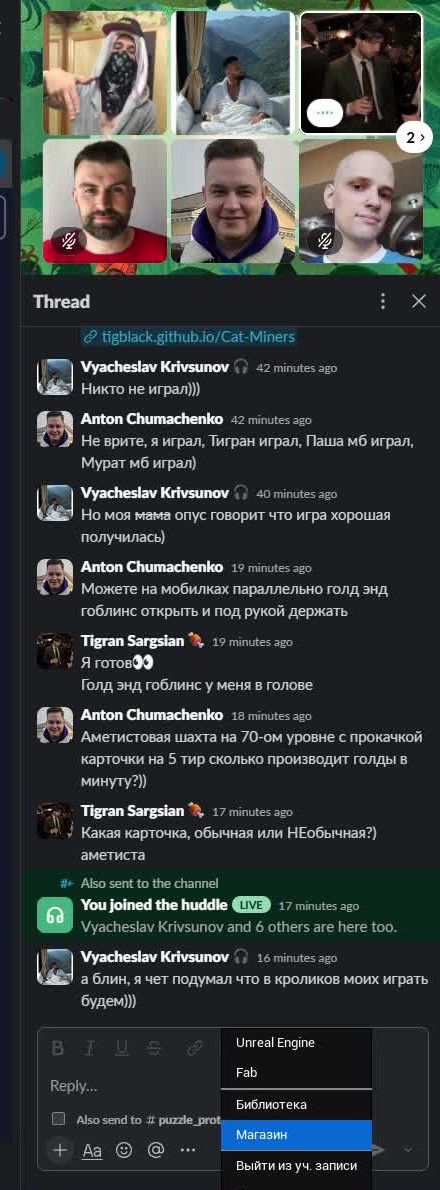 2 ›
Thread
tigblack.github.io/Cat-Miners
Vyacheslav Krivsunov 42 minutes ago
Никто не играл)))
Anton Chumachenko 42 minutes ago
Не врите, я играл, Тигран играл, Паша мб играл,
Мурат мб играл)
Vyacheslav Krivsunov 40 minutes ago
Но моя мама опус говорит что игра хорошая
получилась)
Anton Chumachenko 19 minutes ago
Можете на мобилках параллельно голд энд
гоблинс открыть и под рукой держать
Tigran Sargsian 🍖 19 minutes ago
Я готов👀
Голд энд гоблинс у меня в голове
Anton Chumachenko 18 minutes ago
Аметистовая шахта на 70-ом уровне с прокачкой
карточки на 5 тир сколько производит голды в
минуту?))
Tigran Sargsian 🍖 17 minutes ago
Какая карточка, обычная или НЕобычная?)
аметиста
Also sent to the channel
You joined the huddle LIVE 17 minutes ago
Vyacheslav Krivsunov and 6 others are here too.
Vyacheslav Krivsunov 16 minutes ago
а блин, я чет подумал что в кроликов моих играть
будем)))
B I U S
Unreal Engine
Reply...
Fab
Also send to # puzzle_prot
Библиотека
Aa @
Магазин
Выйти из уч. записи